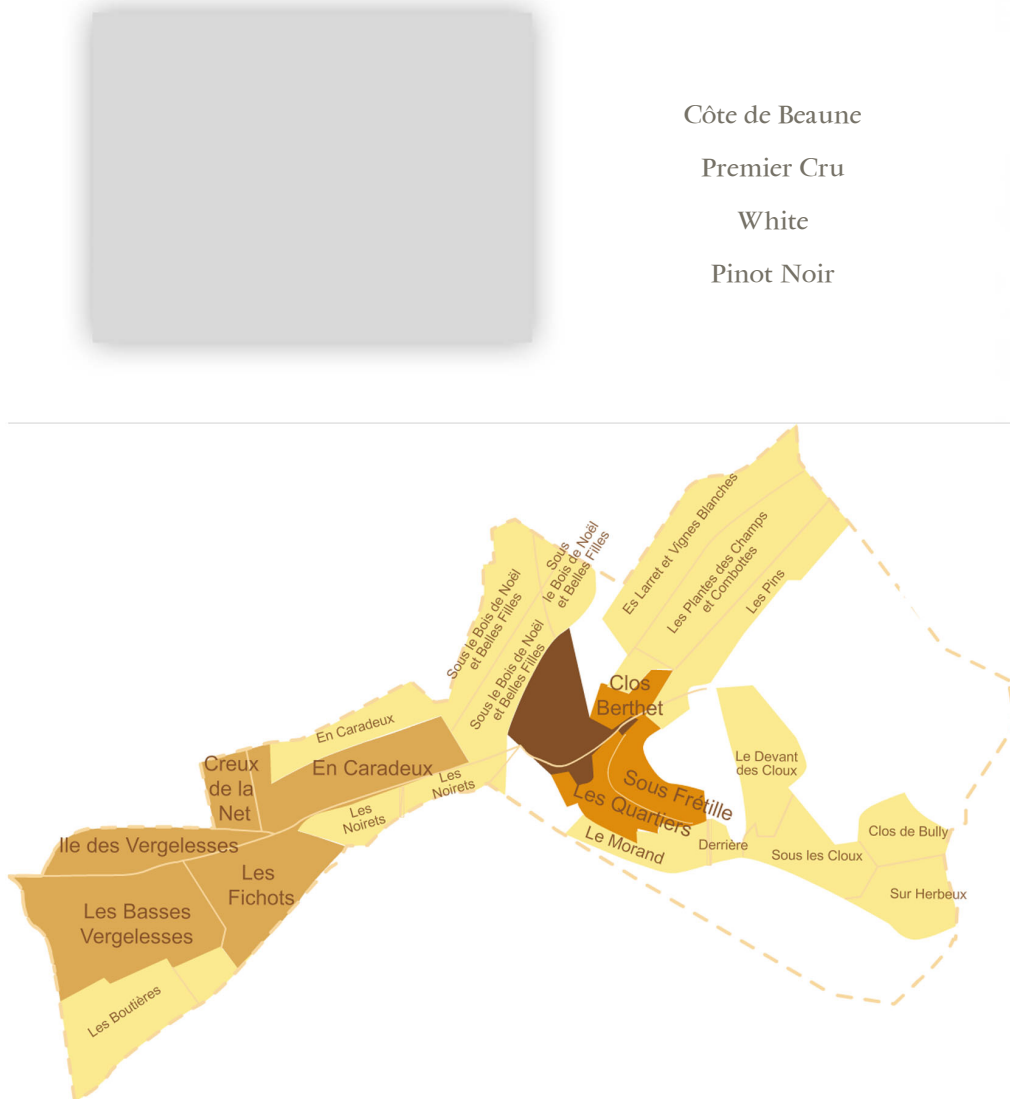 Côte de Beaune
Premier Cru
White
Pinot Noir
Es Larret et Vignes Blanches
Les Plantes des Champs
et Combottes
Les Pins
Sous
le Bois de Noël
et Belles Filles
Sous le Bois de Noël
et Belles Filles
Sous le Bois de Noël
et Belles Filles
Clos
Berthet
En Caradeux
En Caradeux
Creux
de la
Net
Les
Noirets
Les
Noirets
Sous Frétille
Les Quartiers
Le Morand
Le Devant
des Cloux
Derrière
Sous les Cloux
Clos de Bully
Sur Herbeux
Ile des Vergelesses
Les
Fichots
Les Basses
Vergelesses
Les Boutières